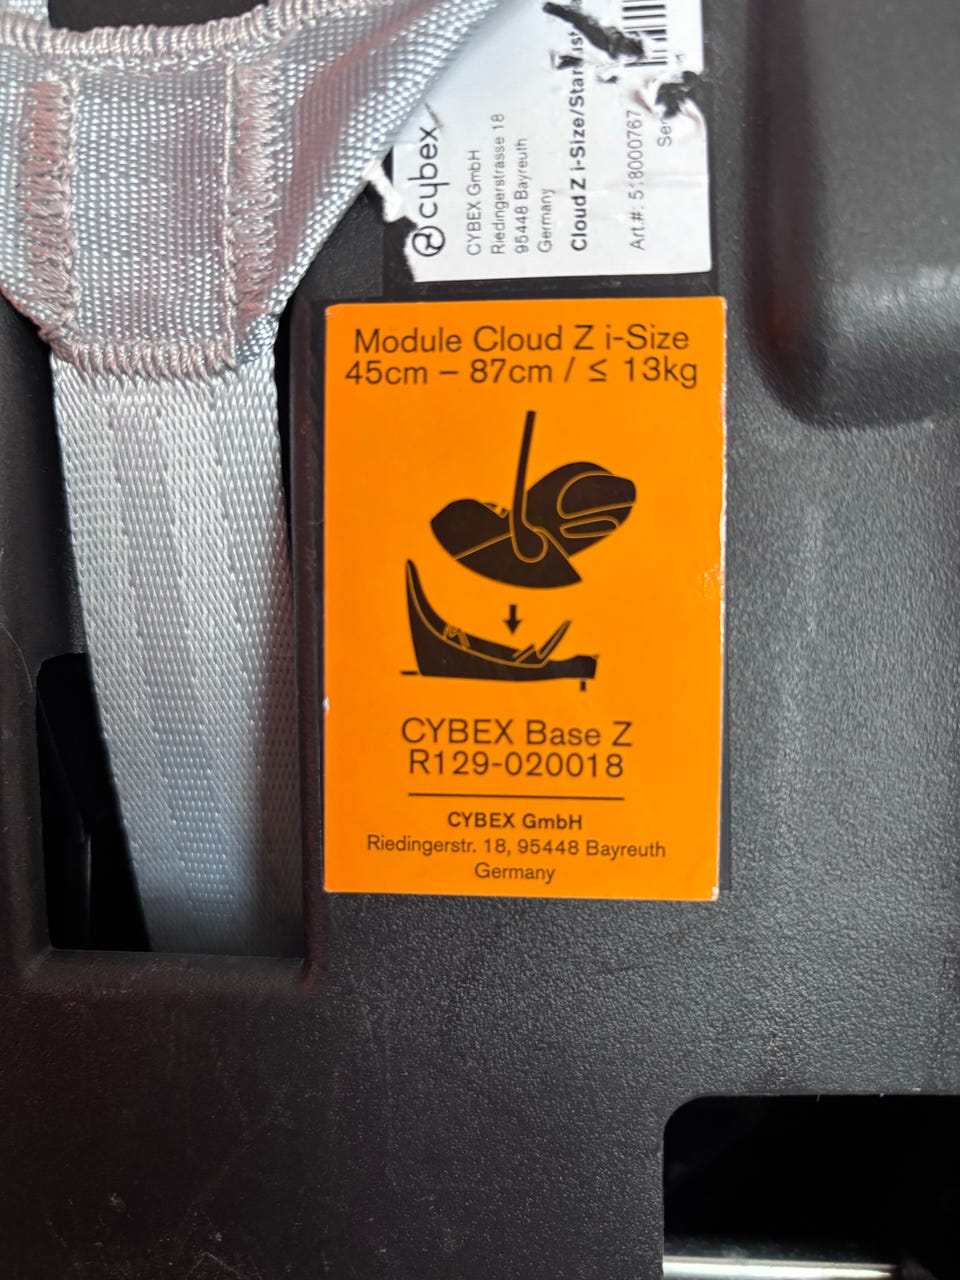 cybex
CYBEX GmbH
Riedingerstrasse 18
95448 Bayreuth
Germany
Cloud Z i-Size/
Art.#: 518000767
Module Cloud Z i-Size
45cm – 87cm / ≤ 13kg
CYBEX Base Z
R129-020018
CYBEX GmbH
Riedingerstr. 18, 95448 Bayreuth
Germany